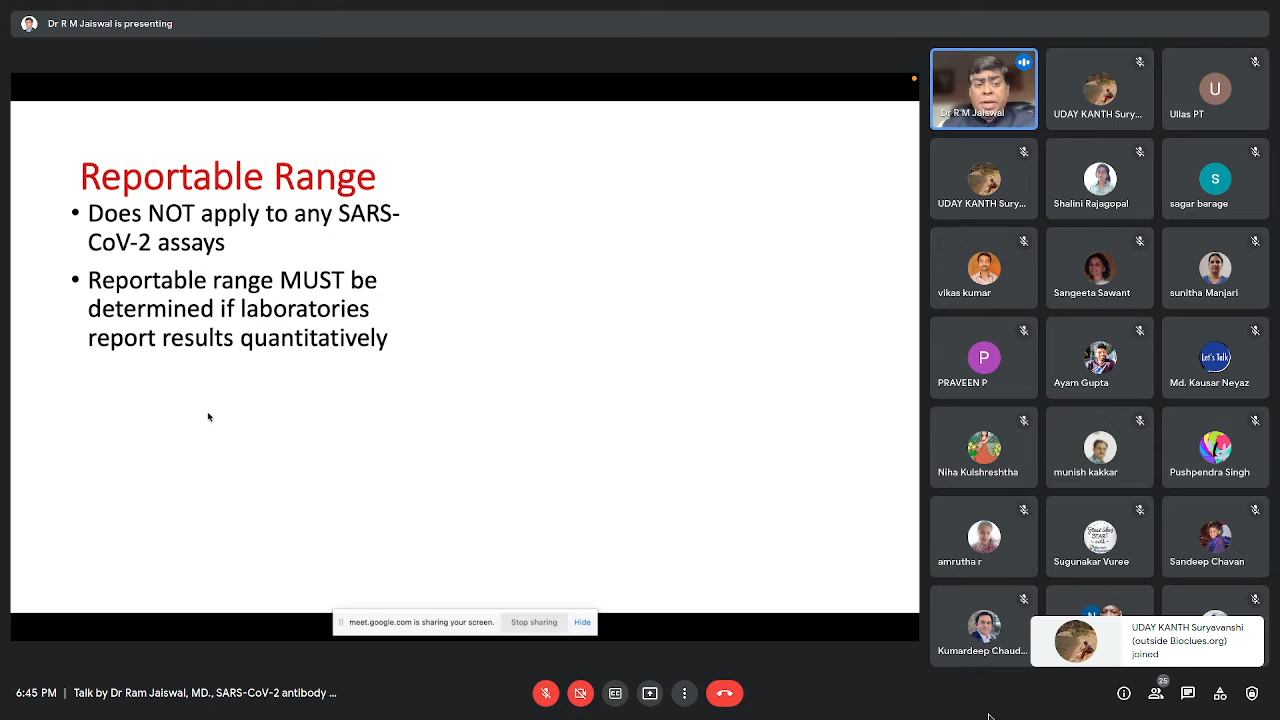 Dr R M Jaiswal is presenting
Reportable Range
• Does NOT apply to any SARS-
CoV-2 assays
• Reportable range MUST be
determined if laboratories
report results quantitatively
meet.google.com is sharing your screen.
Stop sharing
Hide
Dr R M Jaiswal
UDAY KANTH Sury...
U
Ullas PT
UDAY KANTH Sury...
Shalini Rajagopal
s
sagar barage
vikas kumar
Sangeeta Sawant
sunitha Manjari
P
PRAVEEN P
Ayam Gupta
Let's Talk
Md. Kausar Neyaz
Niha Kulshreshtha
munish kakkar
Pushpendra Singh
amrutha r
START
Sugunakar Vuree
Sandeep Chavan
Kumardeep Chaud...
N
UDAY KANTH Suryavanshi
(outside Bioclues.org)
joined
6:45 PM | Talk by Dr Ram Jaiswal, MD., SARS-CoV-2 antibody ...
25